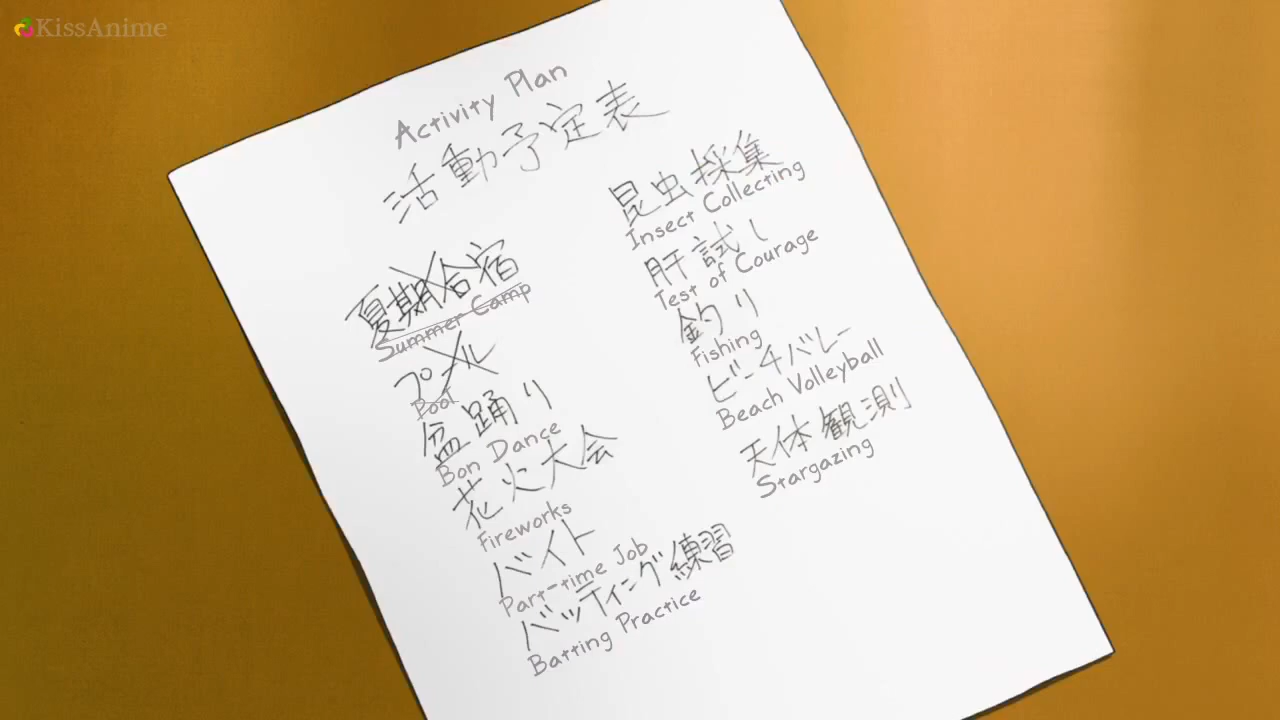 KissAnime
Activity Plan
活動予定表
夏期合宿
Summer Camp
プール
Pool
盆踊り
Bon Dance
花火大会
Fireworks
バイト
Part-time Job
バッティング練習
Batting Practice
昆虫採集
Insect Collecting
肝試し
Test of Courage
釣り
Fishing
ビーチバレー
Beach Volleyball
天体観測
Stargazing